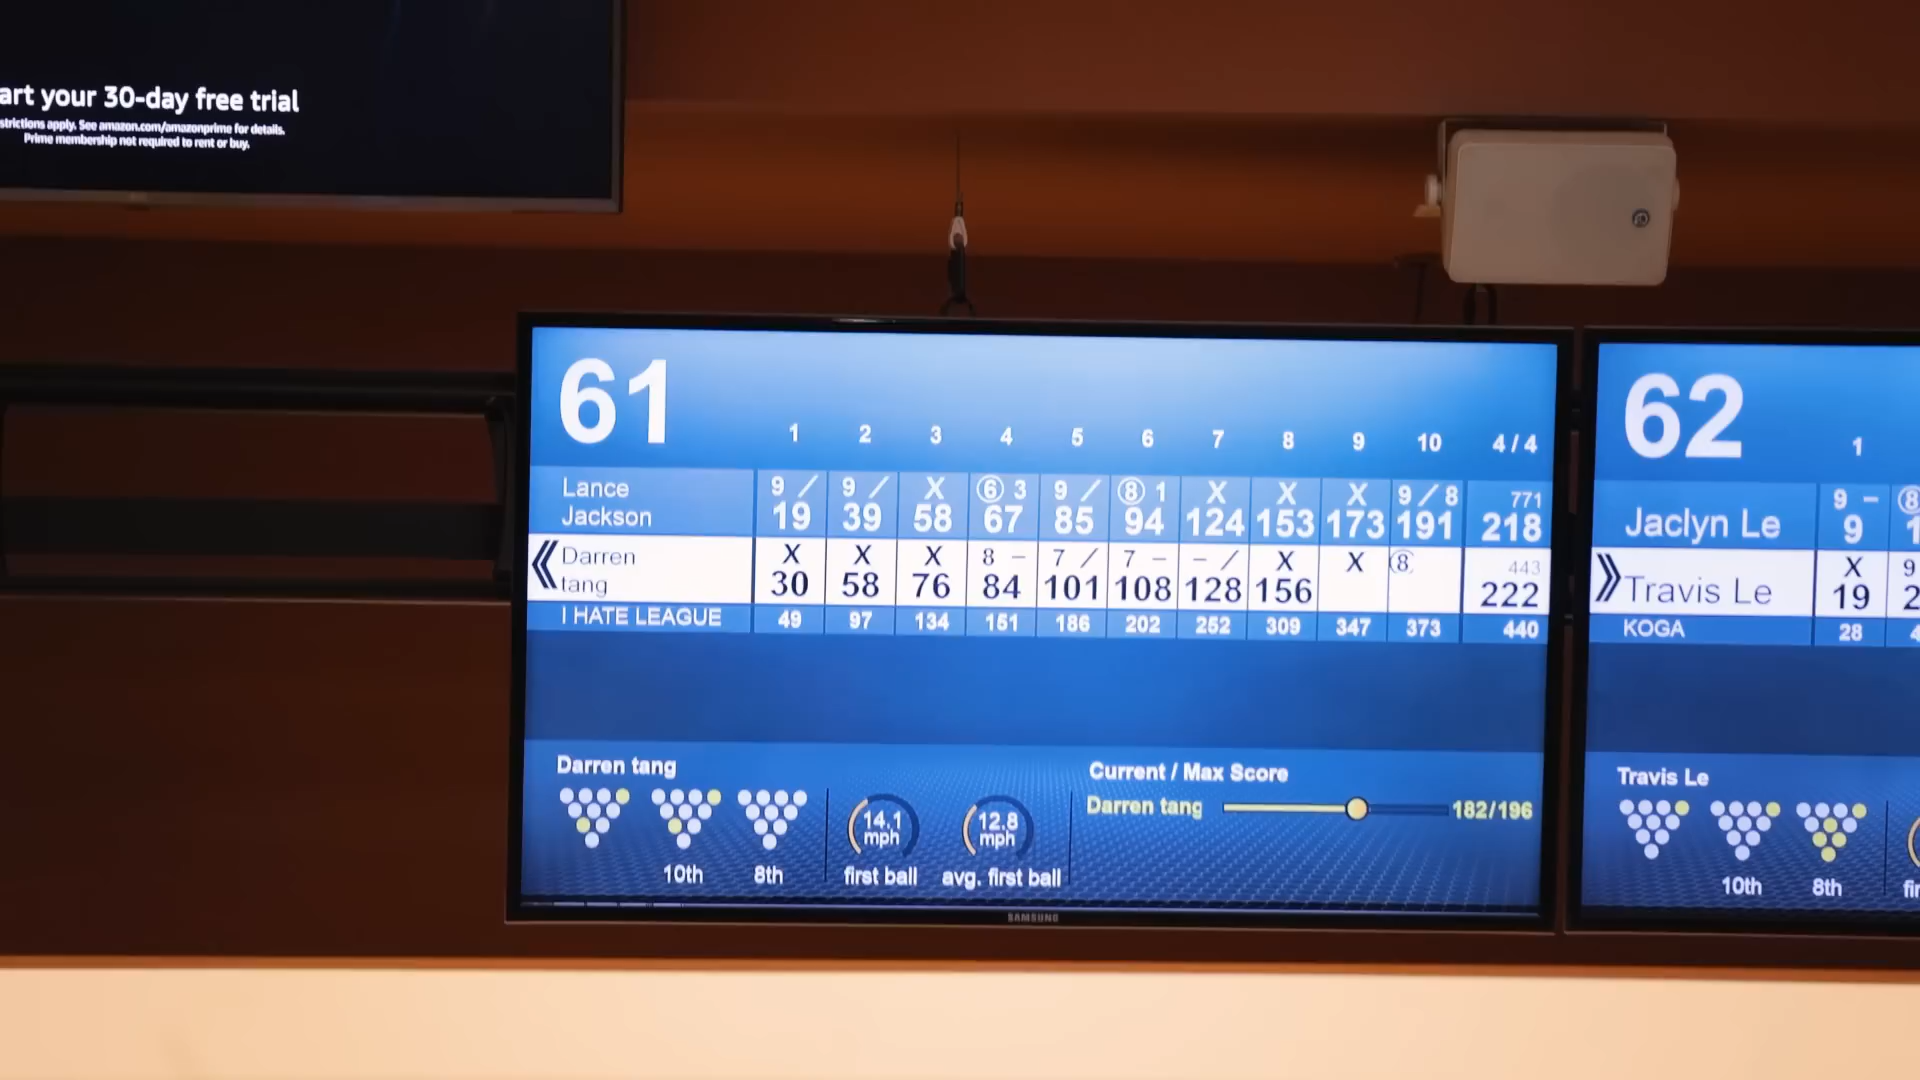 art your 30-day free trial
strictions apply. See amazon.com/amazonprime for details.
Prime membership not required to rent or buy.
61
1 2 3 4 5 6 7 8 9 10 4 / 4
Lance Jackson
9 / 9 / X ⑥ 3 9 / ⑧ 1 X X X 9 / 8 771
19 39 58 67 85 94 124 153 173 191 218
Darren tang
X X X 8 - 7 / 7 - - / X X ⑧ 443
30 58 76 84 101 108 128 156 222
I HATE LEAGUE 49 97 134 151 186 202 252 309 347 373 440
Darren tang
10th 8th
14.1 mph
first ball
12.8 mph
avg. first ball
Current / Max Score
Darren tang 182/196
SAMSUNG
62
1
Jaclyn Le
9 - ⑧
9 1
Travis Le
X 9
19 2
KOGA 28 4
Travis Le
10th 8th
fir